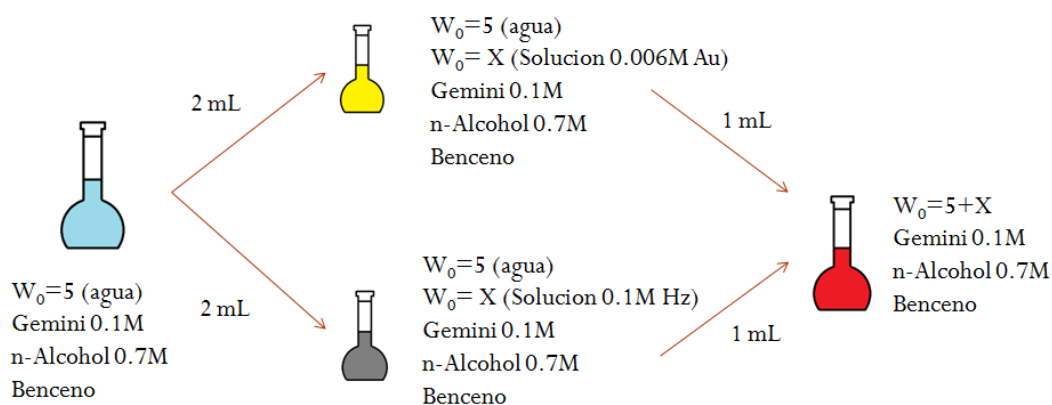 W₀=5 (agua)
Gemini 0.1M
n-Alcohol 0.7M
Benceno
2 mL
2 mL
W₀=5 (agua)
W₀= X (Solucion 0.006M Au)
Gemini 0.1M
n-Alcohol 0.7M
Benceno
W₀=5 (agua)
W₀= X (Solucion 0.1M Hz)
Gemini 0.1M
n-Alcohol 0.7M
Benceno
1 mL
1 mL
W₀=5+X
Gemini 0.1M
n-Alcohol 0.7M
Benceno